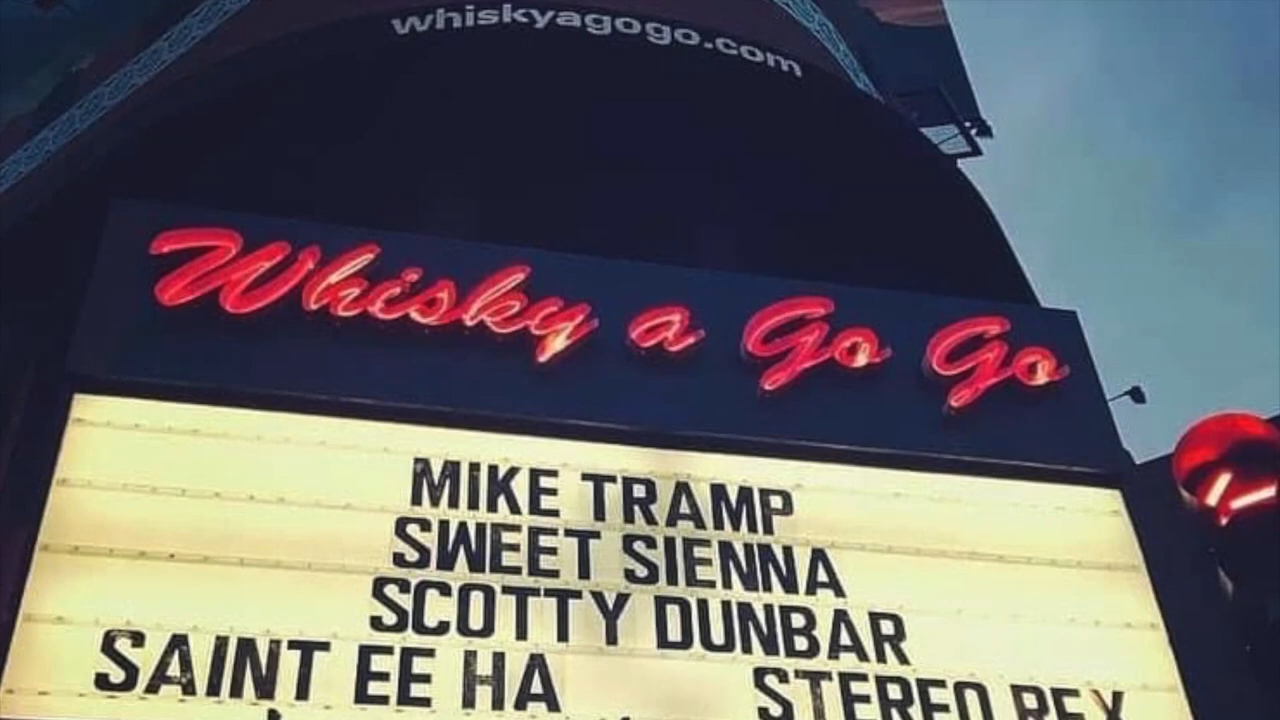 whiskyagogo.com
Whisky a Go Go
MIKE TRAMP
SWEET SIENNA
SCOTTY DUNBAR
SAINT EE HA STEREO REX